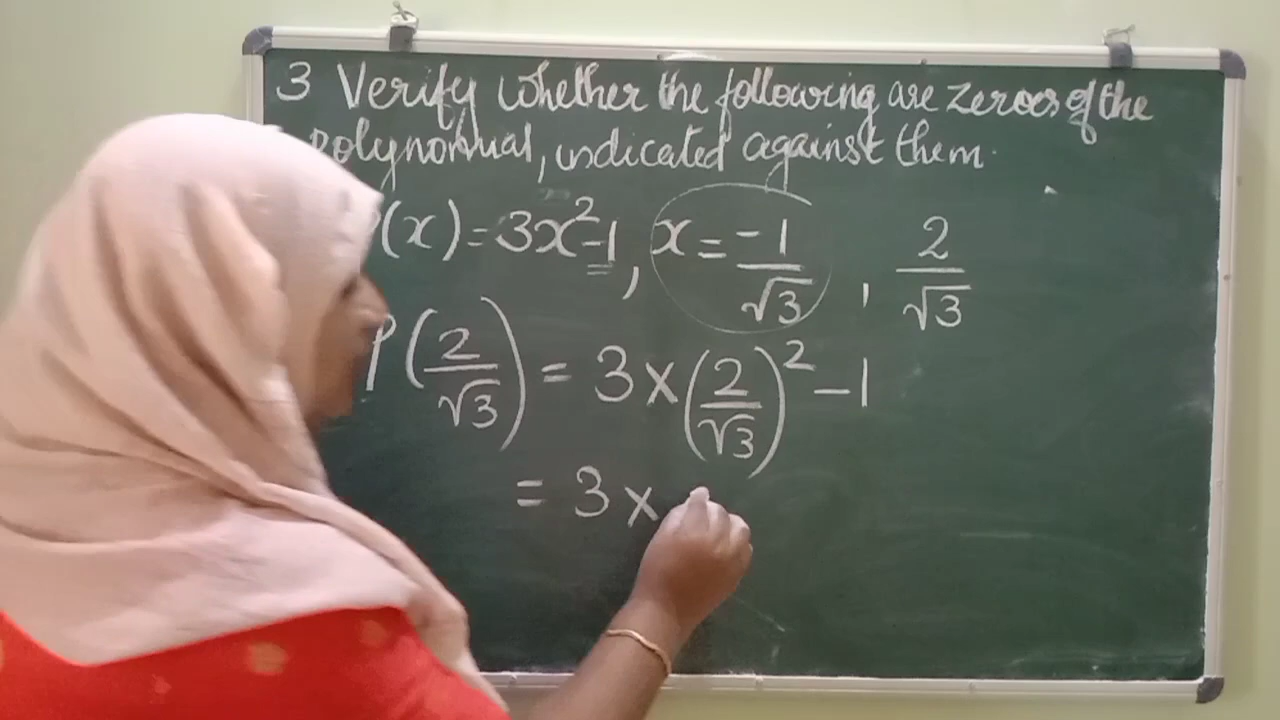 3 Verify whether the following are zeroes of the
polynomial, indicated against them.
(x) = 3x² - 1, x = -1/√3, 2/√3
P(2/√3) = 3 × (2/√3)² - 1
= 3 ×